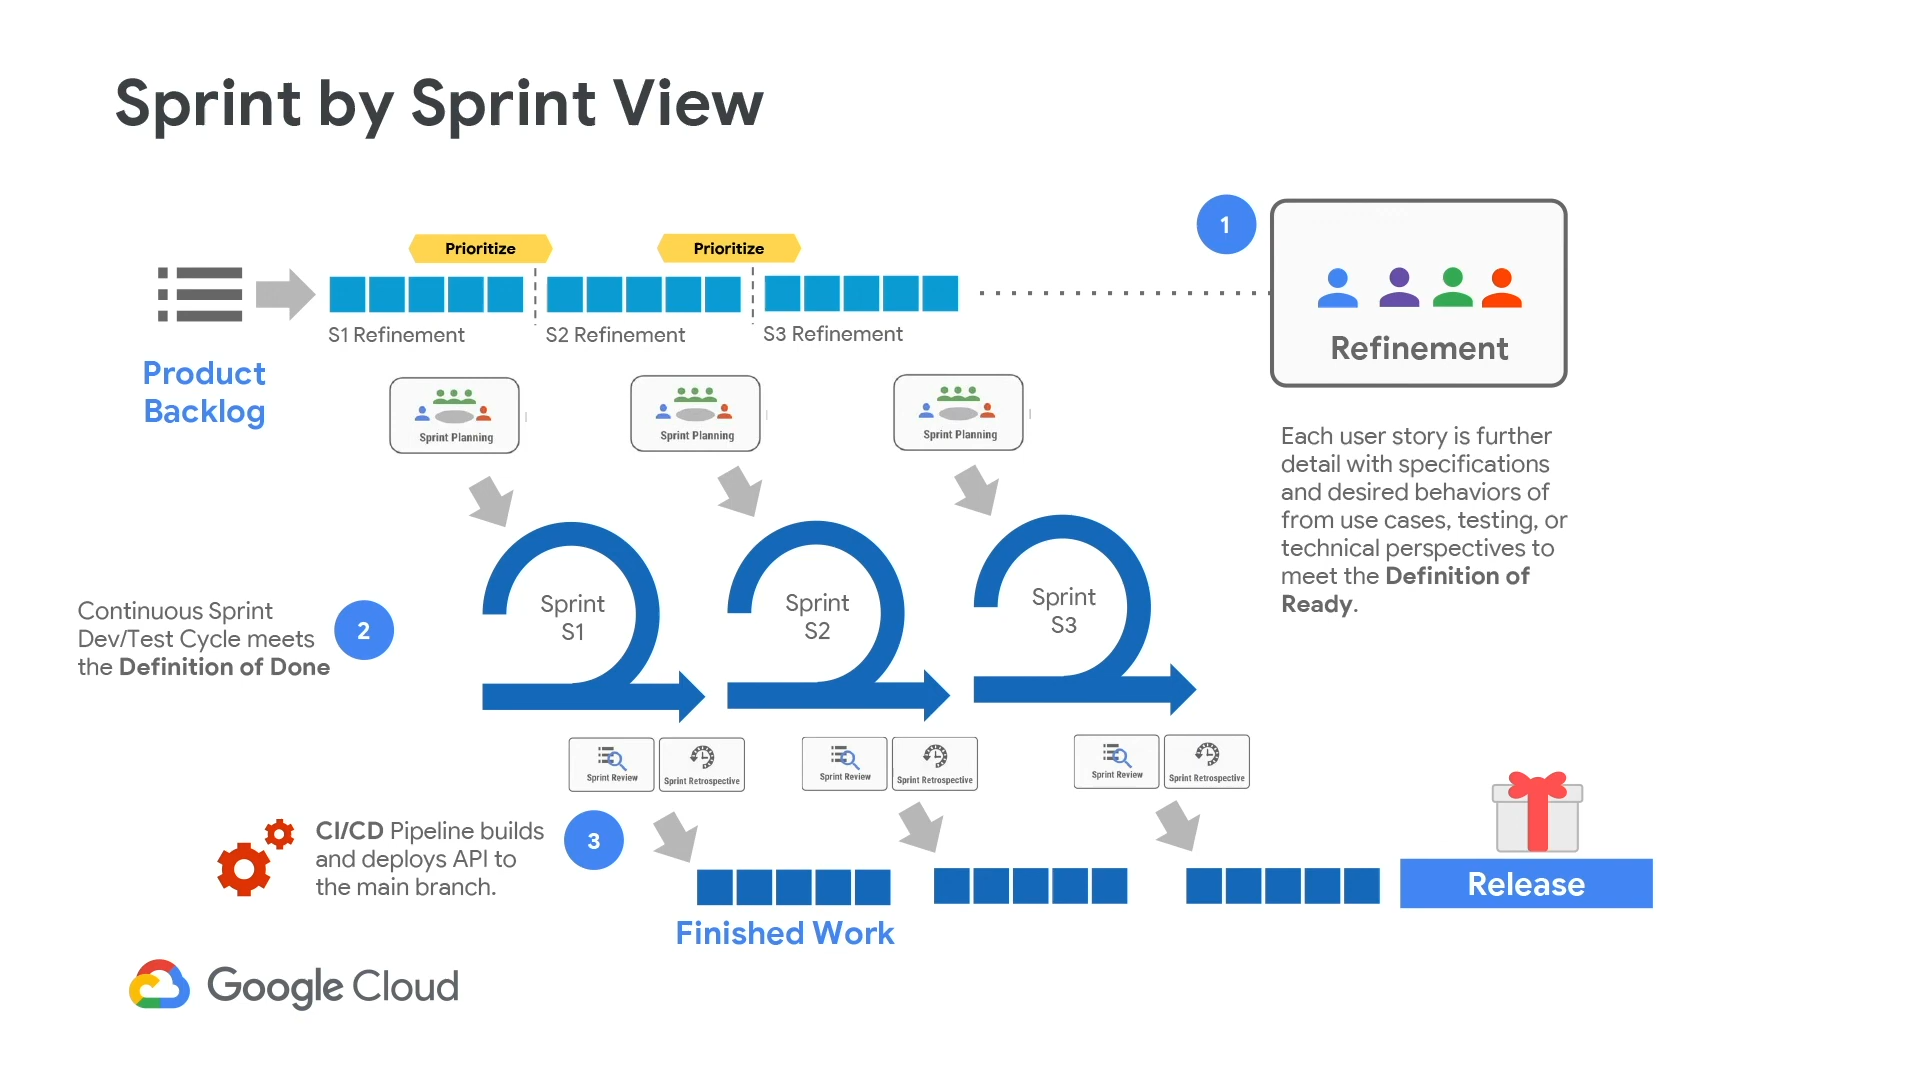 Sprint by Sprint View
Prioritize
Prioritize
1
S1 Refinement
S2 Refinement
S3 Refinement
Refinement
Product
Backlog
Sprint Planning
Sprint Planning
Sprint Planning
Each user story is further
detail with specifications
and desired behaviors of
from use cases, testing, or
technical perspectives to
meet the Definition of
Ready.
Continuous Sprint
Dev/Test Cycle meets
the Definition of Done
2
Sprint
S1
Sprint
S2
Sprint
S3
Sprint Review
Sprint Retrospective
Sprint Review
Sprint Retrospective
Sprint Review
Sprint Retrospective
CI/CD Pipeline builds
and deploys API to
the main branch.
3
Finished Work
Release
Google Cloud